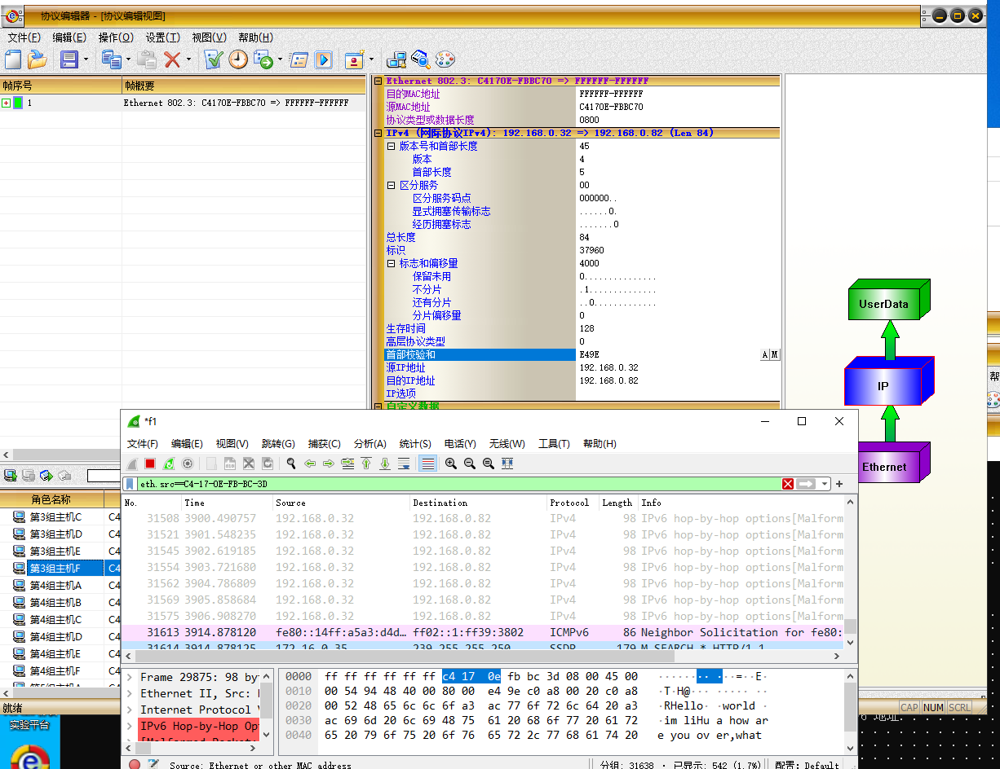 协议编辑器 - [协议编辑视图]
文件(F) 编辑(E) 操作(O) 设置(T) 视图(V) 帮助(H)
帧序号 帧概要
1 Ethernet 802.3: C4170E-FBBC70 => FFFFFF-FFFFFF
Ethernet 802.3: C4170E-FBBC70 => FFFFFF-FFFFFF
目的MAC地址 FFFFFF-FFFFFF
源MAC地址 C4170E-FBBC70
协议类型或数据长度 0800
IPv4 (网际协议IPv4): 192.168.0.32 => 192.168.0.82 (Len 84)
版本号和首部长度 45
版本 4
首部长度 5
区分服务 00
区分服务码点 000000..
显式拥塞传输标志 ......0.
经历拥塞标志 .......0
总长度 84
标识 37960
标志和偏移量 4000
保留未用 0...............
不分片 .1..............
还有分片 ..0.............
分片偏移量 0
生存时间 128
高层协议类型 0
首部校验和 E49E A M
源IP地址 192.168.0.32
目的IP地址 192.168.0.82
IP选项
自定义数据
UserData
IP
Ethernet
帮
角色名称
第3组主机C C4
第3组主机D C4
第3组主机E C4
第3组主机F C4
第4组主机A C4
第4组主机B C4
第4组主机C C4
第4组主机D C4
第4组主机E C4
第4组主机F C4
就绪
CAP NUM SCRL
实验平台
*f1
文件(F) 编辑(E) 视图(V) 跳转(G) 捕获(C) 分析(A) 统计(S) 电话(Y) 无线(W) 工具(T) 帮助(H)
eth.src==C4-17-0E-FB-BC-3D
No. Time Source Destination Protocol Length Info
31508 3900.490757 192.168.0.32 192.168.0.82 IPv4 98 IPv6 hop-by-hop options[Malform
31521 3901.548235 192.168.0.32 192.168.0.82 IPv4 98 IPv6 hop-by-hop options[Malform
31545 3902.619185 192.168.0.32 192.168.0.82 IPv4 98 IPv6 hop-by-hop options[Malform
31554 3903.721680 192.168.0.32 192.168.0.82 IPv4 98 IPv6 hop-by-hop options[Malform
31562 3904.786809 192.168.0.32 192.168.0.82 IPv4 98 IPv6 hop-by-hop options[Malform
31569 3905.858684 192.168.0.32 192.168.0.82 IPv4 98 IPv6 hop-by-hop options[Malform
31575 3906.908270 192.168.0.32 192.168.0.82 IPv4 98 IPv6 hop-by-hop options[Malform
31613 3914.878120 fe80::14ff:a5a3:d4d… ff02::1:ff39:3802 ICMPv6 86 Neighbor Solicitation for fe80:
31614 3914.878125 172.16.0.35 239.255.255.250 SSDP 179 M-SEARCH * HTTP/1.1
Frame 29875: 98 by
Ethernet II, Src:
Internet Protocol
IPv6 Hop-by-Hop Op
[Malformed Packet:
0000 ff ff ff ff ff ff c4 17 0e fb bc 3d 08 00 45 00 ·········· ·=··E·
0010 00 54 94 48 40 00 80 00 e4 9e c0 a8 00 20 c0 a8 ·T·H@··· ····· ··
0020 00 52 48 65 6c 6c 6f a3 ac 77 6f 72 6c 64 20 a3 ·RHello· ·world ·
0030 ac 69 6d 20 6c 69 48 75 61 20 68 6f 77 20 61 72 ·im liHu a how ar
0040 65 20 79 6f 75 20 6f 76 65 72 2c 77 68 61 74 20 e you ov er,what
Source: Ethernet or other MAC address
分组: 31638 · 已显示: 542 (1.7%)
配置: Default